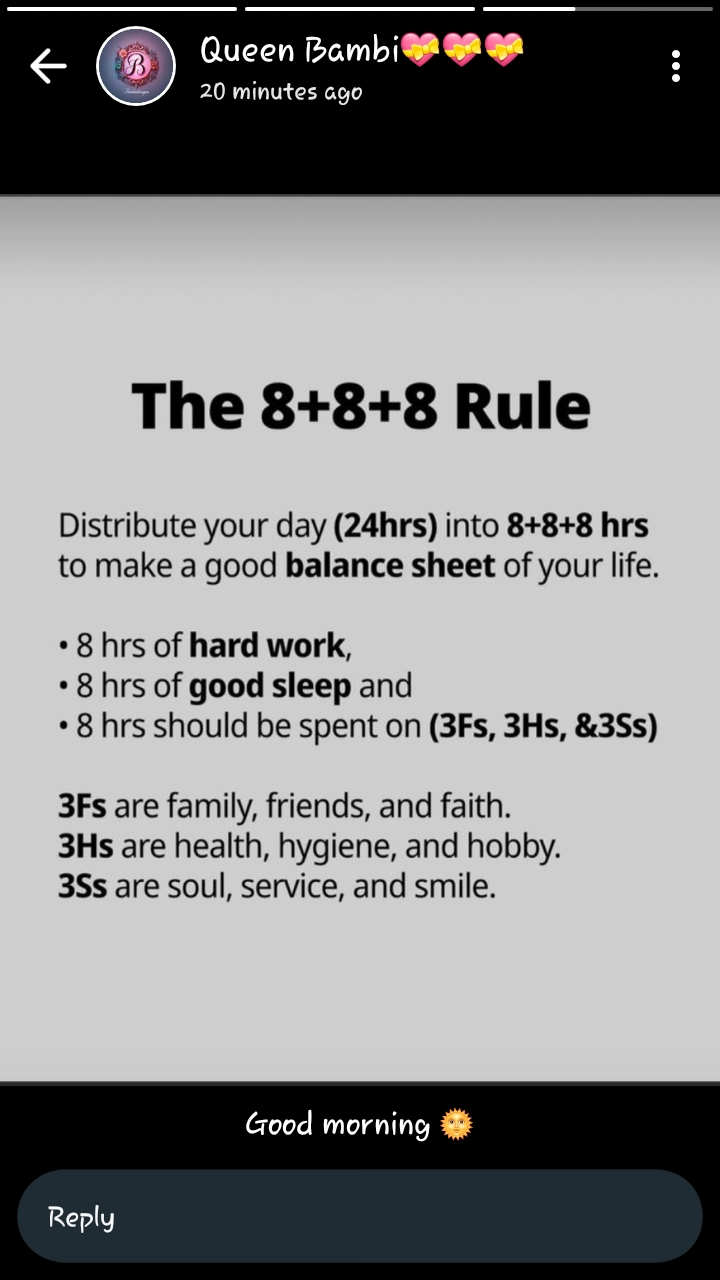 Queen Bambi💝💝💝
20 minutes ago
B
The 8+8+8 Rule
Distribute your day (24hrs) into 8+8+8 hrs
to make a good balance sheet of your life.
• 8 hrs of hard work,
• 8 hrs of good sleep and
• 8 hrs should be spent on (3Fs, 3Hs, &3Ss)
3Fs are family, friends, and faith.
3Hs are health, hygiene, and hobby.
3Ss are soul, service, and smile.
Good morning 🌞
Reply